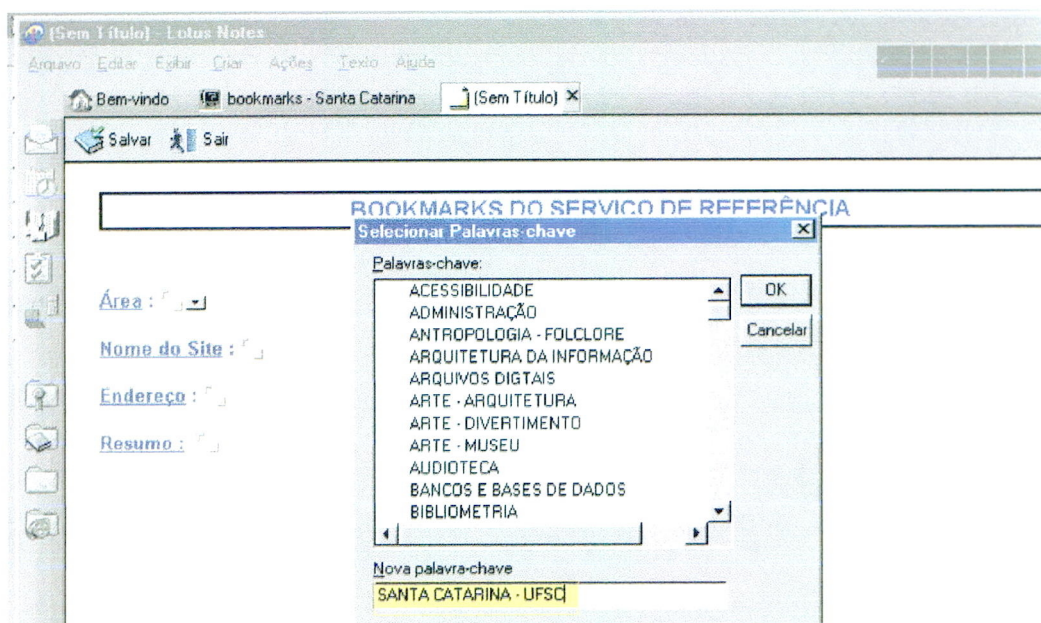 (Sem Título) - Lotus Notes
Arquivo Editar Exibir Criar Ações Texto Ajuda
Bem-vindo bookmarks - Santa Catarina (Sem Título)
Salvar Sair
BOOKMARKS DO SERVIÇO DE REFERÊNCIA
Selecionar Palavras-chave
Palavras-chave:
ACESSIBILIDADE
ADMINISTRAÇÃO
ANTROPOLOGIA - FOLCLORE
ARQUITETURA DA INFORMAÇÃO
ARQUIVOS DIGTAIS
ARTE - ARQUITETURA
ARTE - DIVERTIMENTO
ARTE - MUSEU
AUDIOTECA
BANCOS E BASES DE DADOS
BIBLIOMETRIA
OK
Cancelar
Área :
Nome do Site :
Endereço :
Resumo :
Nova palavra-chave
SANTA CATARINA - UFSC